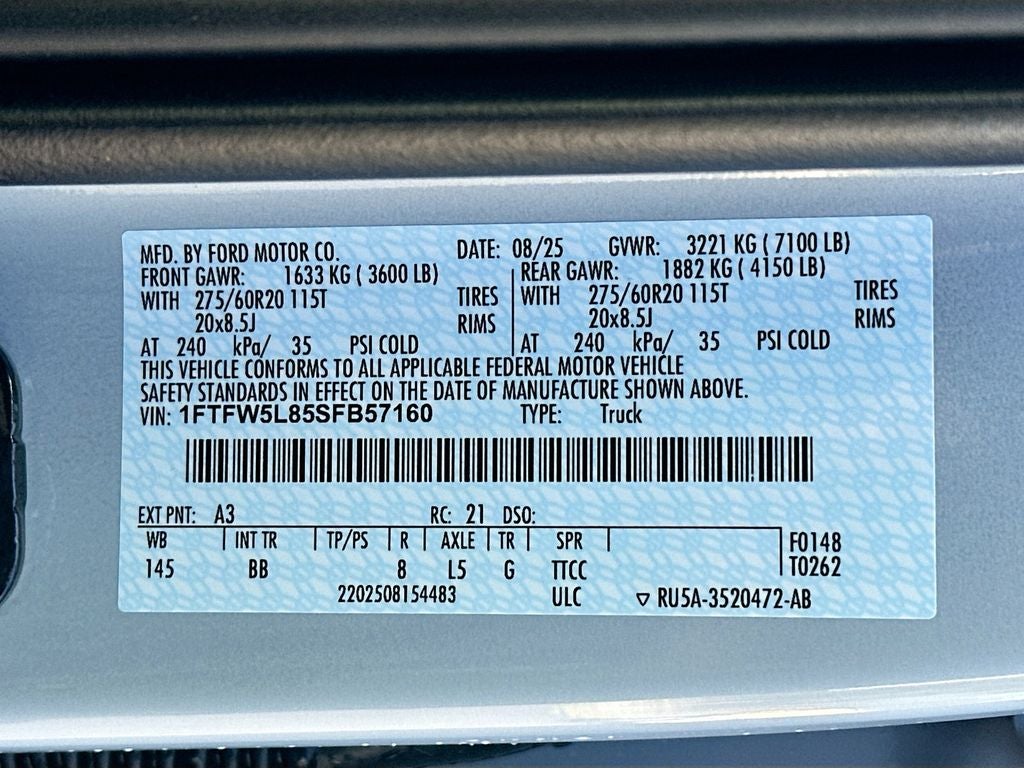 MFD. BY FORD MOTOR CO. DATE: 08/25 GVWR: 3221 KG ( 7100 LB)
FRONT GAWR: 1633 KG ( 3600 LB) REAR GAWR: 1882 KG ( 4150 LB)
WITH 275/60R20 115T TIRES WITH 275/60R20 115T TIRES
20x8.5J RIMS 20x8.5J RIMS
AT 240 kPa/ 35 PSI COLD AT 240 kPa/ 35 PSI COLD
THIS VEHICLE CONFORMS TO ALL APPLICABLE FEDERAL MOTOR VEHICLE
SAFETY STANDARDS IN EFFECT ON THE DATE OF MANUFACTURE SHOWN ABOVE.
VIN: 1FTFW5L85SFB57160 TYPE: Truck
EXT PNT: A3 RC: 21 DSO:
WB INT TR TP/PS R AXLE TR SPR F0148
145 BB 8 L5 G TTCC T0262
2202508154483 ULC ▽ RU5A-3520472-AB